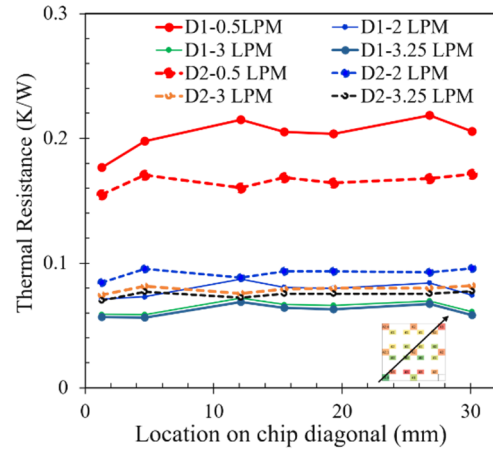 0.3
D1-0.5LPM
D1-2 LPM
D1-3 LPM
D1-3.25 LPM
D2-0.5 LPM
D2-2 LPM
D2-3 LPM
D2-3.25 LPM
0.2
0.1
0
0
10
20
30
Thermal Resistance (K/W)
Location on chip diagonal (mm)